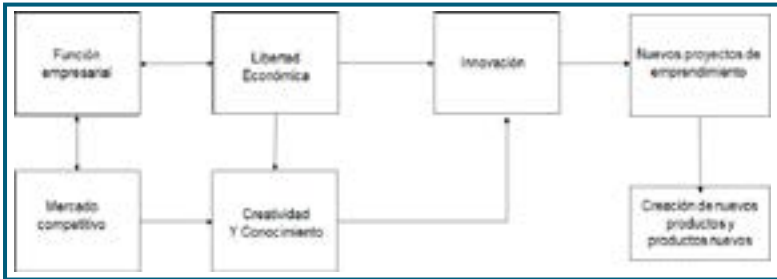 Función
empresarial
Libertad
Económica
Innovación
Nuevos proyectos de
emprendimiento
Mercado
competitivo
Creatividad
Y Conocimiento
Creación de nuevos
productos y
productos nuevos